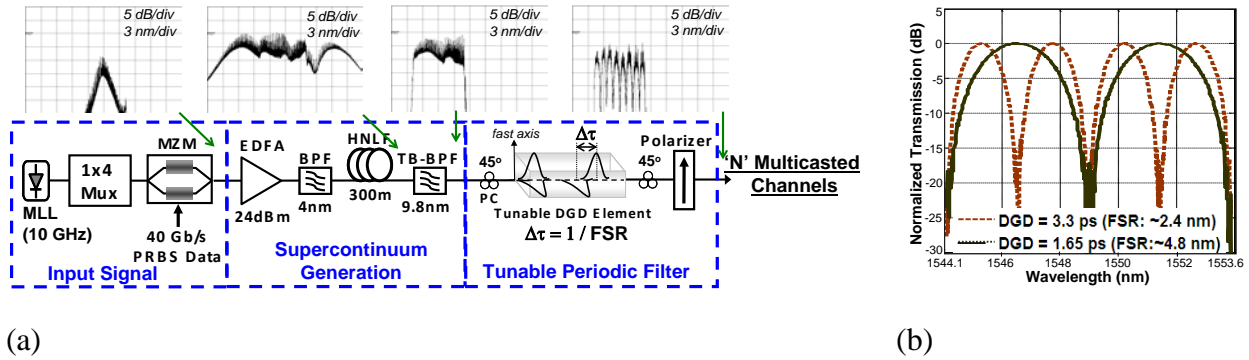 5 dB/div
3 nm/div
5 dB/div
3 nm/div
5 dB/div
3 nm/div
5 dB/div
3 nm/div
MZM
1x4
Mux
MLL
(10 GHz)
40 Gb/s
PRBS Data
Input Signal
EDFA
24dBm
BPF
4nm
HNLF
300m
TB-BPF
9.8nm
Supercontinuum
Generation
fast axis
Δτ
45°
PC
45°
Polarizer
Tunable DGD Element
Δτ = 1 / FSR
Tunable Periodic Filter
'N' Multicasted
Channels
(a)
Normalized Transmission (dB)
5
0
-5
-10
-15
-20
-25
-30
DGD = 3.3 ps (FSR: ~2.4 nm)
DGD = 1.65 ps (FSR:~4.8 nm)
1544.1 1546 1548 1550 1552 1553.6
Wavelength (nm)
(b)